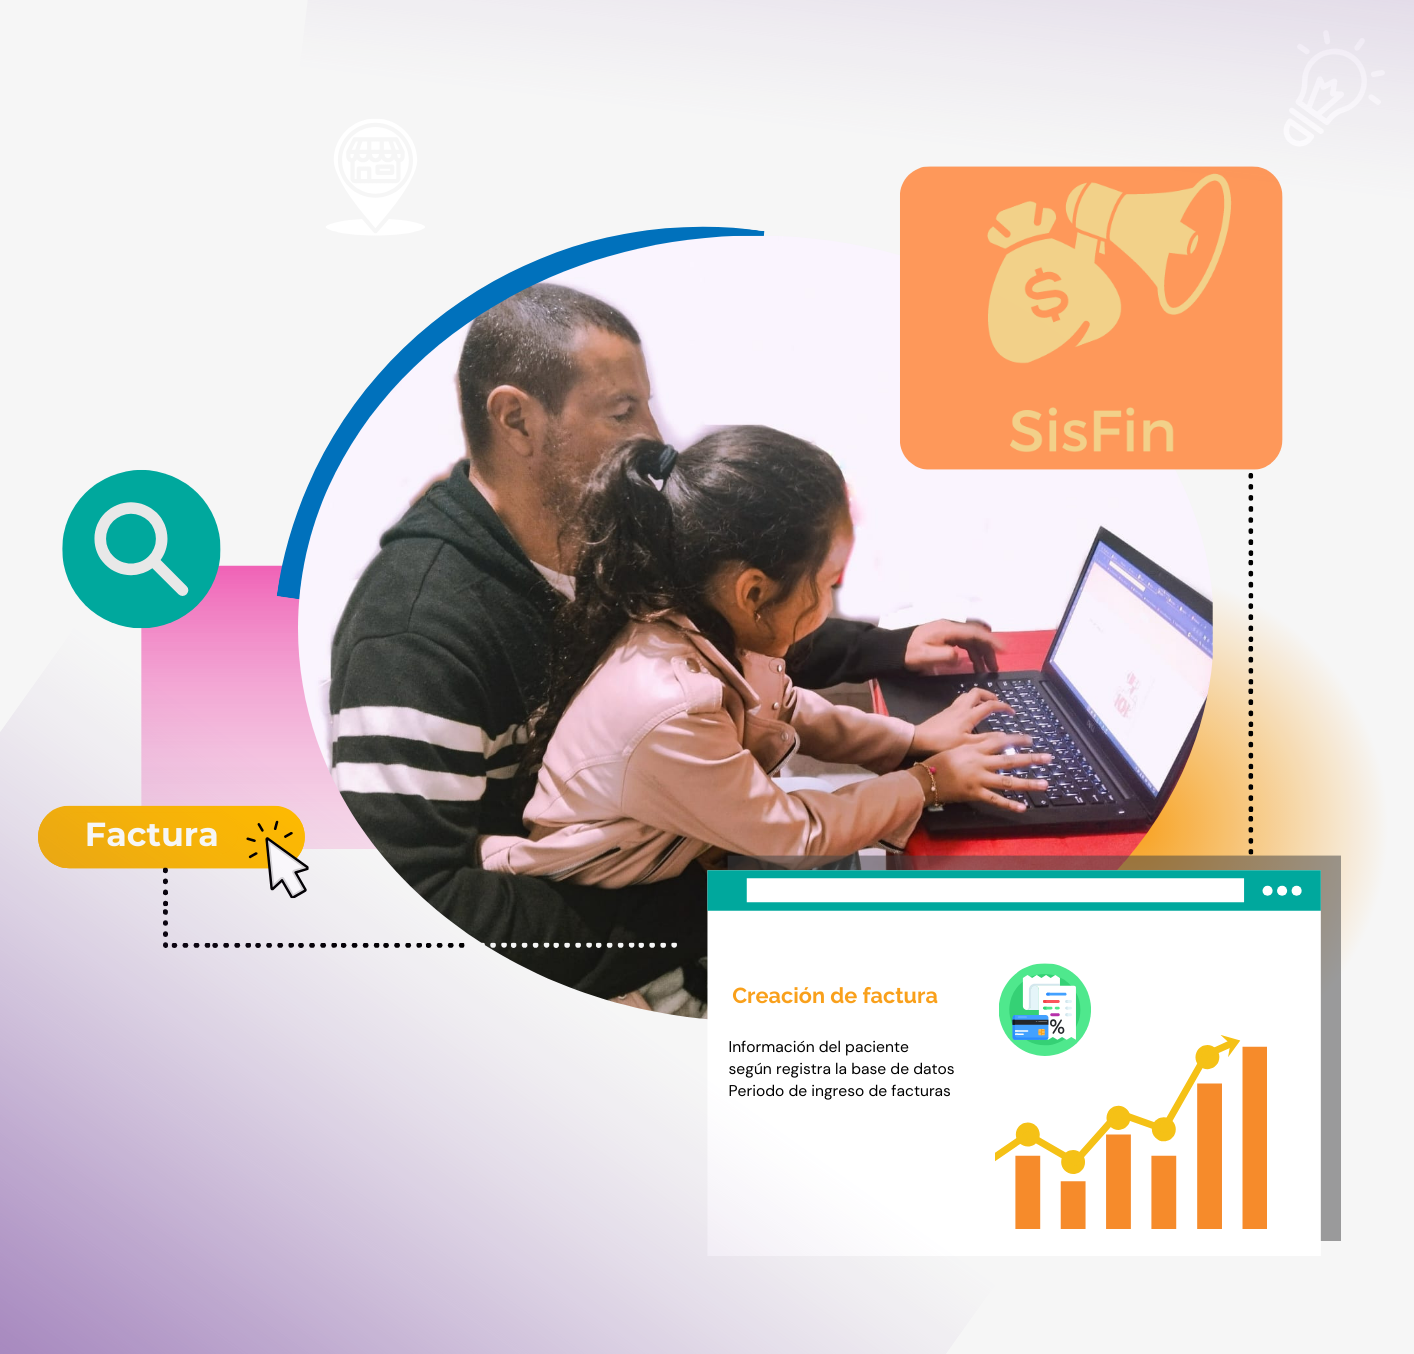 SisFin
Factura
Creación de factura
Información del paciente
según registra la base de datos
Periodo de ingreso de facturas
$
%